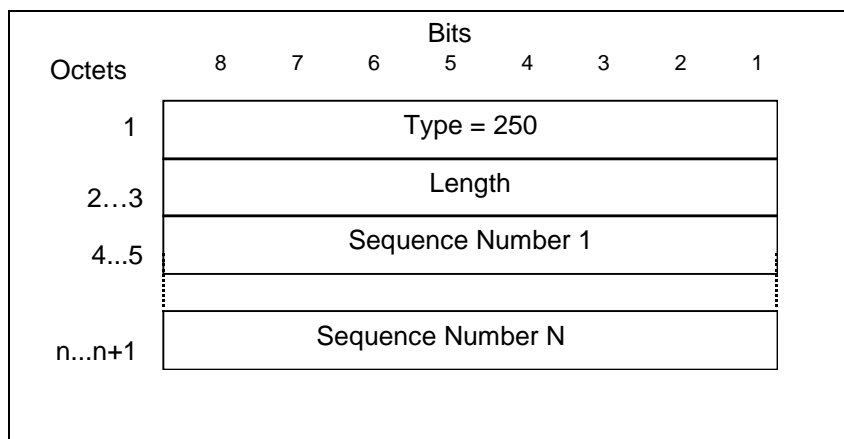 Bits
Octets 8 7 6 5 4 3 2 1
1 Type = 250
2…3 Length
4...5 Sequence Number 1
n...n+1 Sequence Number N